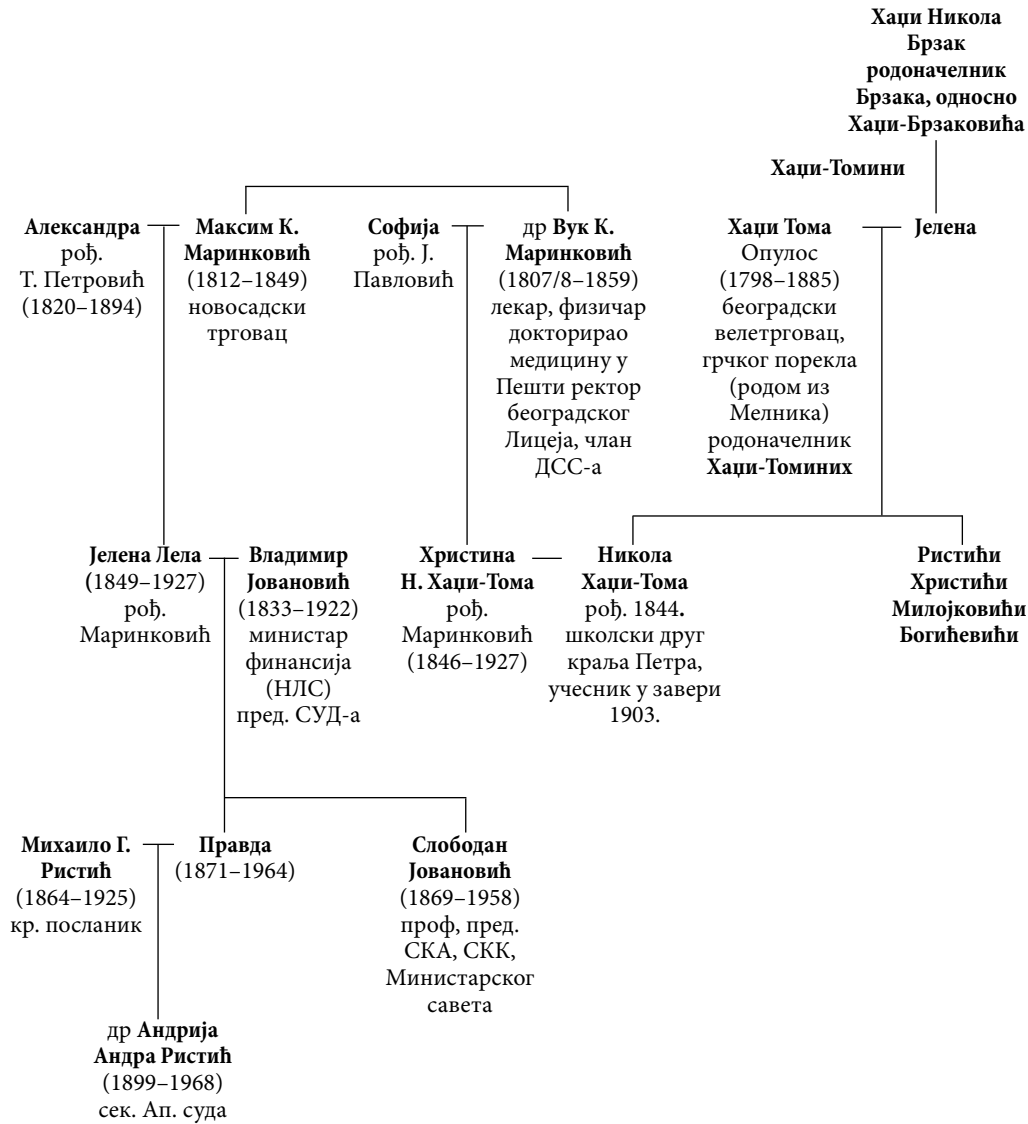 Хаџи Никола
Брзак
родоначелник
Брзака, односно
Хаџи-Брзаковића
Хаџи-Томини
Александра
рођ.
Т. Петровић
(1820–1894)
Максим К.
Маринковић
(1812–1849)
новосадски
трговац
Софија
рођ. Ј.
Павловић
др Вук К.
Маринковић
(1807/8–1859)
лекар, физичар
докторирао
медицину у
Пешти ректор
београдског
Лицеја, члан
ДСС-а
Хаџи Тома
Опулос
(1798–1885)
београдски
велетрговац,
грчког порекла
(родом из
Мелника)
родоначелник
Хаџи-Томиних
Јелена
Јелена Лела
(1849–1927)
рођ.
Маринковић
Владимир
Јовановић
(1833–1922)
министар
финансија
(НЛС)
пред. СУД-а
Христина
Н. Хаџи-Тома
рођ.
Маринковић
(1846–1927)
Никола
Хаџи-Тома
рођ. 1844.
школски друг
краља Петра,
учесник у завери
1903.
Ристићи
Христићи
Милојковићи
Богићевићи
Михаило Г.
Ристић
(1864–1925)
кр. посланик
Правда
(1871–1964)
Слободан
Јовановић
(1869–1958)
проф, пред.
СКА, СКК,
Министарског
савета
др Андрија
Андра Ристић
(1899–1968)
сек. Ап. суда